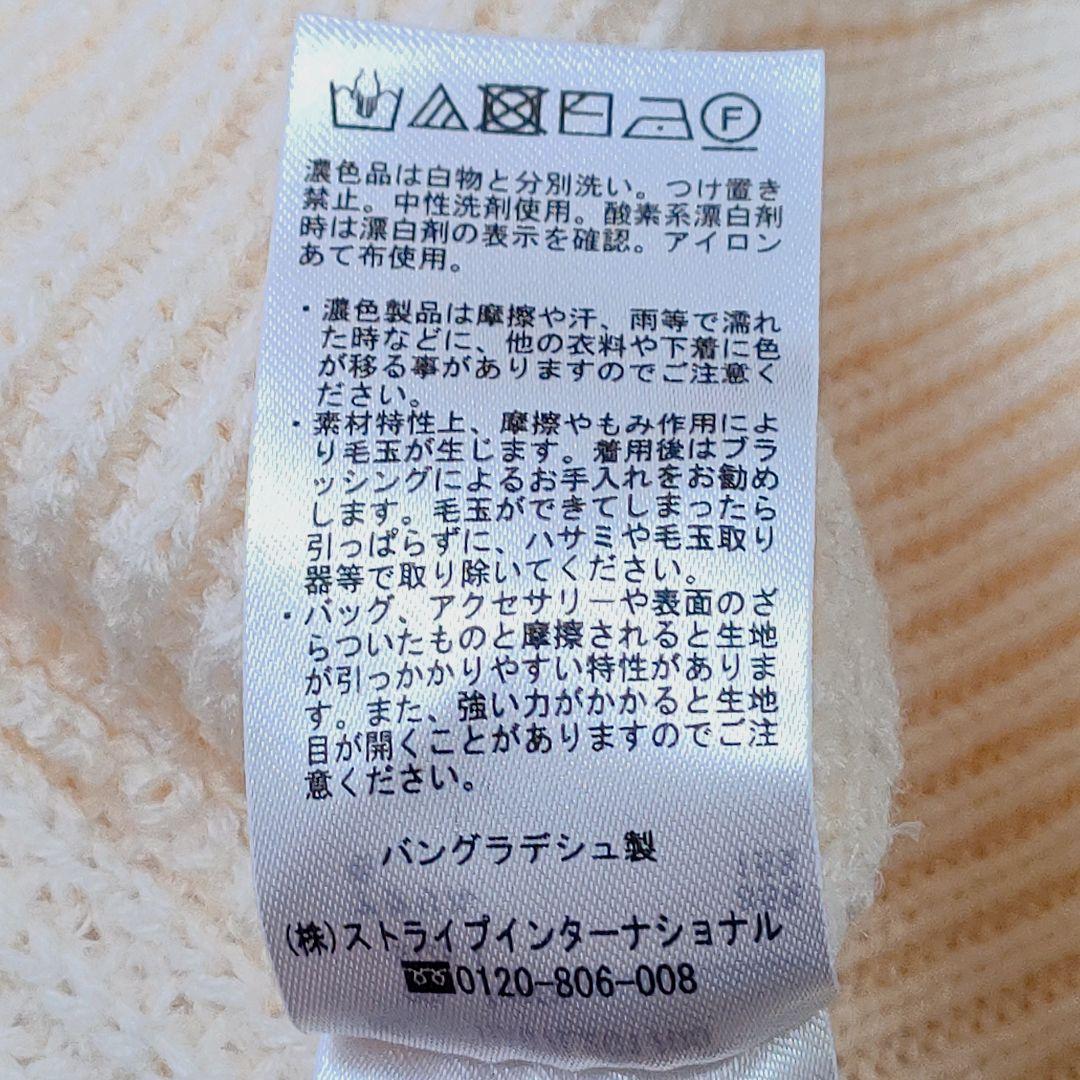 F
濃色品は白物と分別洗い。つけ置き
禁止。中性洗剤使用。酸素系漂白剤
時は漂白剤の表示を確認。アイロン
あて布使用。
・濃色製品は摩擦や汗、雨等で濡れ
た時などに、他の衣料や下着に色
が移る事がありますのでご注意く
ださい。
・素材特性上、摩擦やもみ作用によ
り毛玉が生じます。着用後はブラ
ッシングによるお手入れをお勧め
します。毛玉ができてしまったら
引っぱらずに、ハサミや毛玉取り
器等で取り除いてください。
・バッグ、アクセサリーや表面のざ
らついたものと摩擦されると生地
が引っかかりやすい特性がありま
す。また、強い力がかかると生地
目が開くことがありますのでご注
意ください。
バングラデシュ製
(株)ストライプインターナショナル
0120-806-008